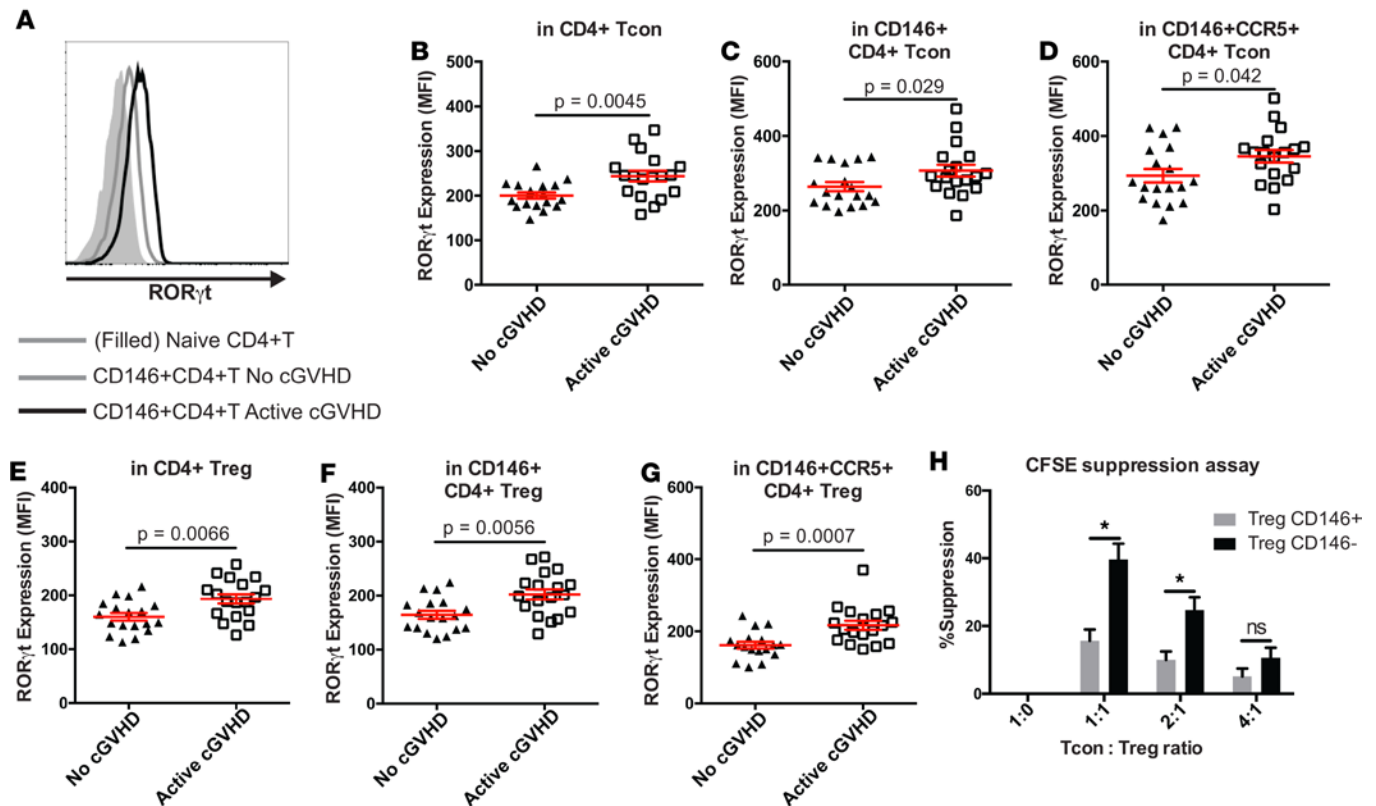 A
RORγt
(Filled) Naive CD4+T
CD146+CD4+T No cGVHD
CD146+CD4+T Active cGVHD
B
in CD4+ Tcon
RORγt Expression (MFI)
500
400
300
200
100
0
p = 0.0045
No cGVHD
Active cGVHD
C
in CD146+
CD4+ Tcon
RORγt Expression (MFI)
600
400
200
0
p = 0.029
No cGVHD
Active cGVHD
D
in CD146+CCR5+
CD4+ Tcon
RORγt Expression (MFI)
600
400
200
0
p = 0.042
No cGVHD
Active cGVHD
E
in CD4+ Treg
RORγt Expression (MFI)
400
300
200
100
0
p = 0.0066
No cGVHD
Active cGVHD
F
in CD146+
CD4+ Treg
RORγt Expression (MFI)
400
300
200
100
0
p = 0.0056
No cGVHD
Active cGVHD
G
in CD146+CCR5+
CD4+ Treg
RORγt Expression (MFI)
600
400
200
0
p = 0.0007
No cGVHD
Active cGVHD
H
CFSE suppression assay
%Suppression
60
40
20
0
*
*
ns
Treg CD146+
Treg CD146-
1:0
1:1
2:1
4:1
Tcon : Treg ratio